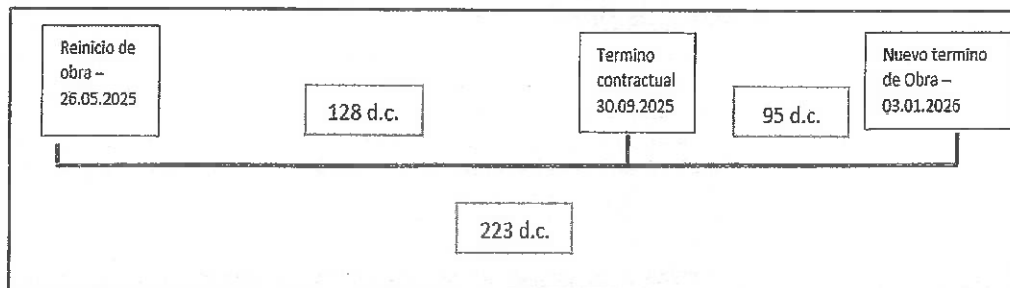 Reinicio de
obra –
26.05.2025
128 d.c.
Termino
contractual
30.09.2025
95 d.c.
Nuevo termino
de Obra –
03.01.2026
223 d.c.